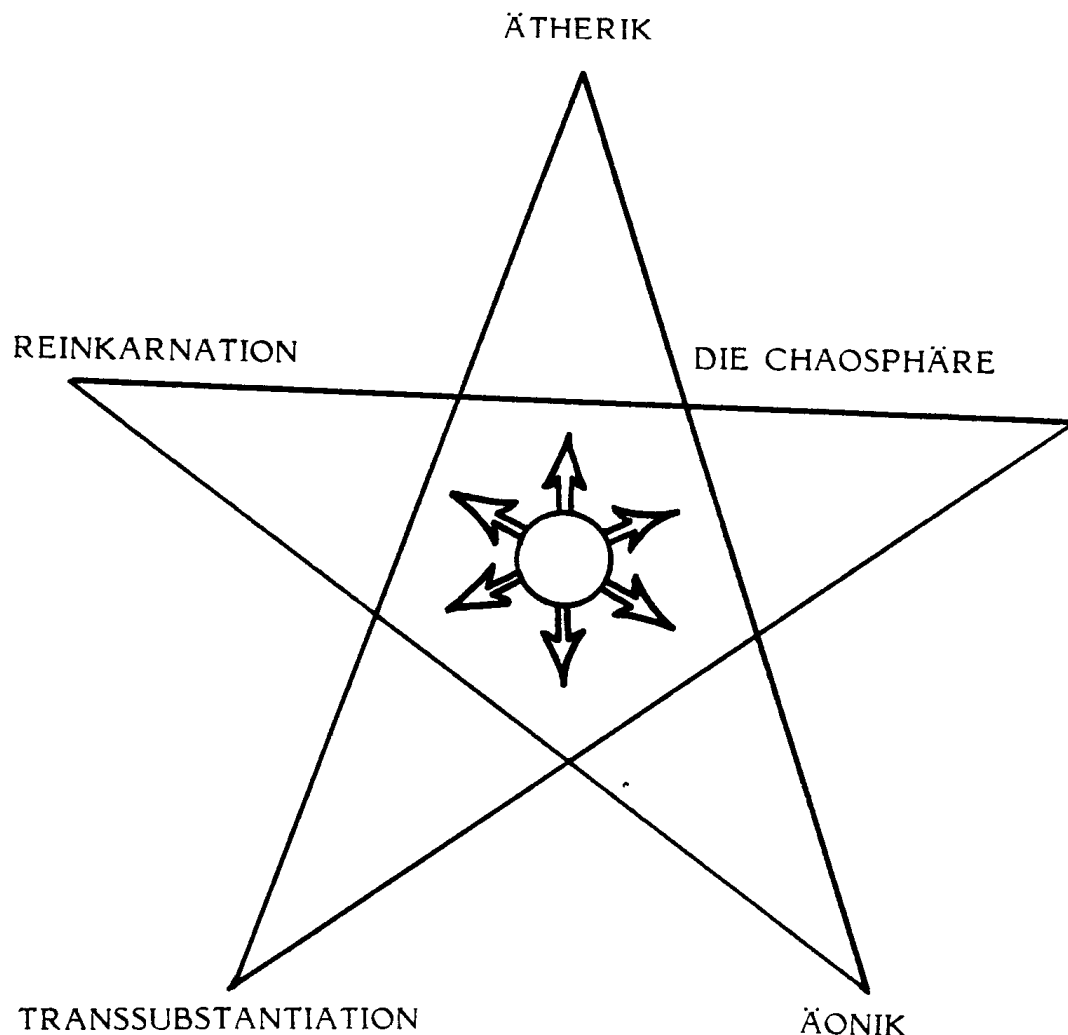 ÄTHERIK
REINKARNATION
DIE CHAOSPHÄRE
TRANSSUBSTANTIATION
ÄONIK